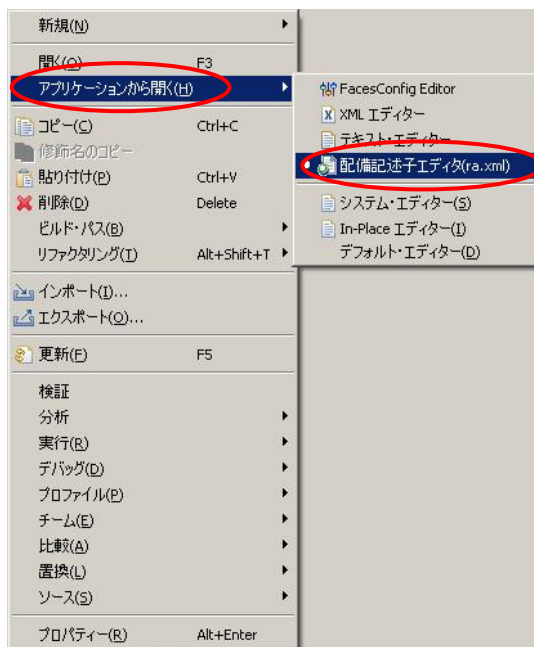 新規(N)
開く(O) F3
アプリケーションから開く(H)
コピー(C) Ctrl+C
修飾名のコピー
貼り付け(P) Ctrl+V
削除(D) Delete
ビルド・パス(B)
リファクタリング(T) Alt+Shift+T
インポート(I)...
エクスポート(O)...
更新(F) F5
検証
分析
実行(R)
デバッグ(D)
プロファイル(P)
チーム(E)
比較(A)
置換(L)
ソース(S)
プロパティー(R) Alt+Enter
FacesConfig Editor
XML エディター
テキスト・エディター
配備記述子エディタ(ra.xml)
システム・エディター(S)
In-Place エディター(I)
デフォルト・エディター(D)